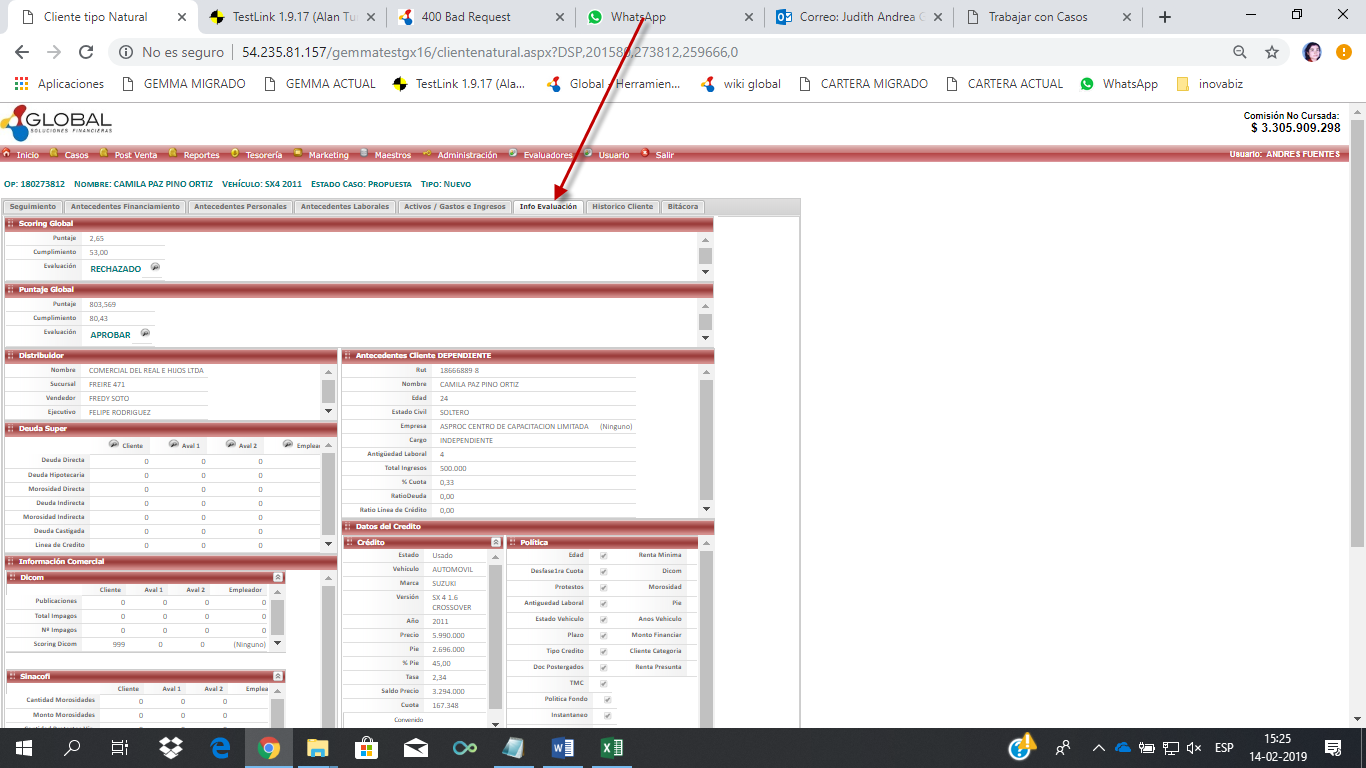 Cliente tipo Natural
TestLink 1.9.17 (Alan Tu
400 Bad Request
WhatsApp
Correo: Judith Andrea
Trabajar con Casos
No es seguro | 54.235.81.157/gemmatestgx16/clientenatural.aspx?DSP,201580,273812,259666,0
Aplicaciones GEMMA MIGRADO GEMMA ACTUAL TestLink 1.9.17 (Ala... Global - Herramien... wiki global CARTERA MIGRADO CARTERA ACTUAL WhatsApp inovabiz
GLOBAL
SOLUCIONES FINANCIERAS
Comisión No Cursada:
$ 3.305.909.298
Inicio Casos Post Venta Reportes Tesorería Marketing Maestros Administración Evaluadores Usuario Salir Usuario: ANDRES FUENTES
Op: 180273812 Nombre: CAMILA PAZ PINO ORTIZ Vehículo: SX4 2011 Estado Caso: Propuesta Tipo: Nuevo
Seguimiento Antecedentes Financiamiento Antecedentes Personales Antecedentes Laborales Activos / Gastos e Ingresos Info Evaluación Historico Cliente Bitácora
Scoring Global
Puntaje 2,65
Cumplimiento 53,00
Evaluación RECHAZADO
Puntaje Global
Puntaje 803,569
Cumplimiento 80,43
Evaluación APROBAR
Distribuidor
Nombre COMERCIAL DEL REAL E HIJOS LTDA
Sucursal FREIRE 471
Vendedor FREDY SOTO
Ejecutivo FELIPE RODRIGUEZ
Deuda Super
Cliente Aval 1 Aval 2 Emplea
Deuda Directa 0 0 0
Deuda Hipotecaria 0 0 0
Morosidad Directa 0 0 0
Deuda Indirecta 0 0 0
Morosidad Indirecta 0 0 0
Deuda Castigada 0 0 0
Linea de Credito 0 0 0
Información Comercial
Dicom
Cliente Aval 1 Aval 2 Empleador
Publicaciones 0 0 0 0
Total Impagos 0 0 0 0
Nº Impagos 0 0 0 0
Scoring Dicom 999 0 0 (Ninguno)
Sinacofi
Cliente Aval 1 Aval 2 Emplea
Cantidad Morosidades 0 0 0
Monto Morosidades 0 0 0
Antecedentes Cliente DEPENDIENTE
Rut 18666889-8
Nombre CAMILA PAZ PINO ORTIZ
Edad 24
Estado Civil SOLTERO
Empresa ASPROC CENTRO DE CAPACITACION LIMITADA (Ninguno)
Cargo INDEPENDIENTE
Antigüedad Laboral 4
Total Ingresos 500.000
% Cuota 0,33
RatioDeuda 0,00
Ratio Linea de Crédito 0,00
Datos del Credito
Crédito
Estado Usado
Vehículo AUTOMOVIL
Marca SUZUKI
Versión SX 4 1.6
CROSSOVER
Año 2011
Precio 5.990.000
Pie 2.696.000
% Pie 45,00
Tasa 2,34
Saldo Precio 3.294.000
Cuota 167.348
Convenido
Política
Edad Renta Minima
Desfase1ra Cuota Dicom
Protestos Morosidad
Antiguedad Laboral Pie
Estado Vehiculo Anos Vehiculo
Plazo Monto Financiar
Tipo Credito Cliente Categoria
Doc Postergados Renta Presunta
TMC
Politica Fondo
Instantaneo
ESP
15:25
14-02-2019